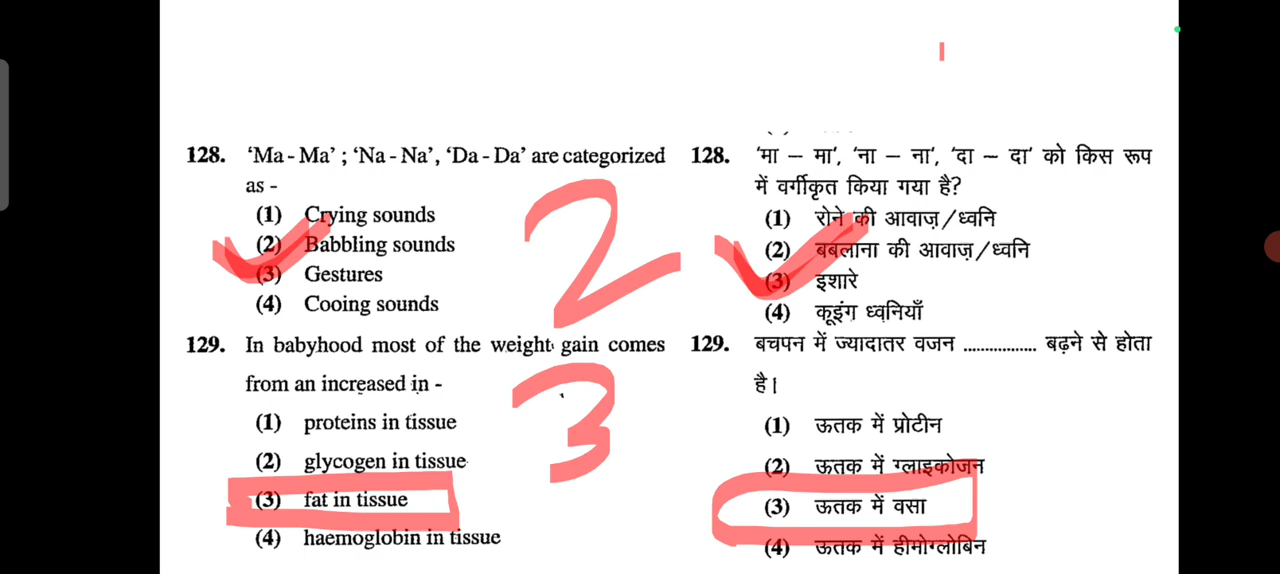 128. 'Ma - Ma' ; 'Na - Na', 'Da - Da' are categorized
as -
(1) Crying sounds
(2) Babbling sounds
(3) Gestures
(4) Cooing sounds
2
129. In babyhood most of the weight gain comes
from an increased in -
(1) proteins in tissue
(2) glycogen in tissue
(3) fat in tissue
(4) haemoglobin in tissue
3
128. 'मा – मा', 'ना – ना', 'दा – दा' को किस रूप
में वर्गीकृत किया गया है?
(1) रोने की आवाज़/ध्वनि
(2) बबलाना की आवाज़/ध्वनि
(3) इशारे
(4) कूइंग ध्वनियाँ
129. बचपन में ज्यादातर वजन ................ बढ़ने से होता
है।
(1) ऊतक में प्रोटीन
(2) ऊतक में ग्लाइकोजन
(3) ऊतक में वसा
(4) ऊतक में हीमोग्लोबिन